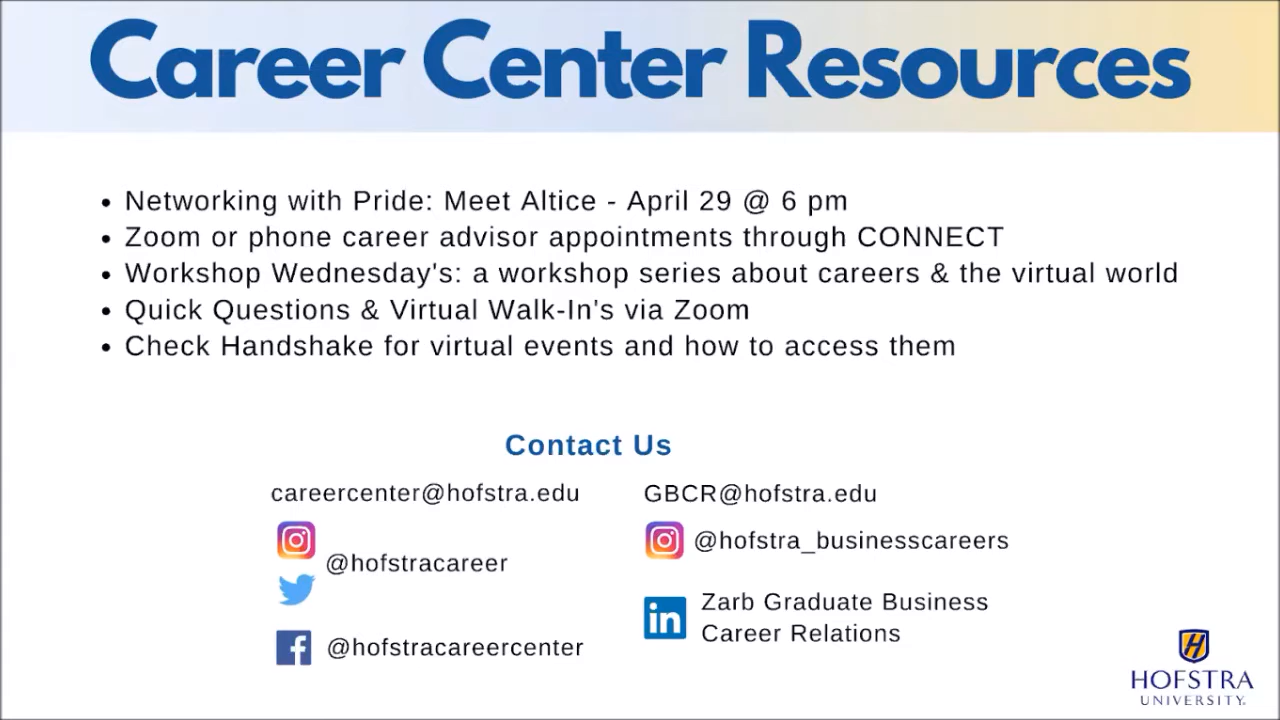 Career Center Resources
• Networking with Pride: Meet Altice - April 29 @ 6 pm
• Zoom or phone career advisor appointments through CONNECT
• Workshop Wednesday's: a workshop series about careers & the virtual world
• Quick Questions & Virtual Walk-In's via Zoom
• Check Handshake for virtual events and how to access them
Contact Us
careercenter@hofstra.edu
@hofstracareer
@hofstracareercenter
GBCR@hofstra.edu
@hofstra_businesscareers
Zarb Graduate Business
Career Relations
HOFSTRA
UNIVERSITY